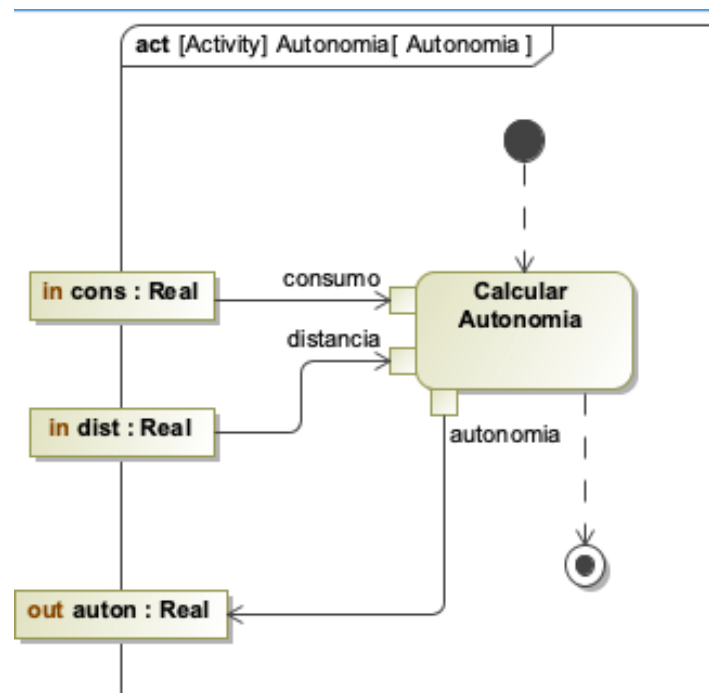 act [Activity] Autonomia[ Autonomia ]
in cons : Real
consumo
Calcular
Autonomia
distancia
in dist : Real
autonomia
out auton : Real